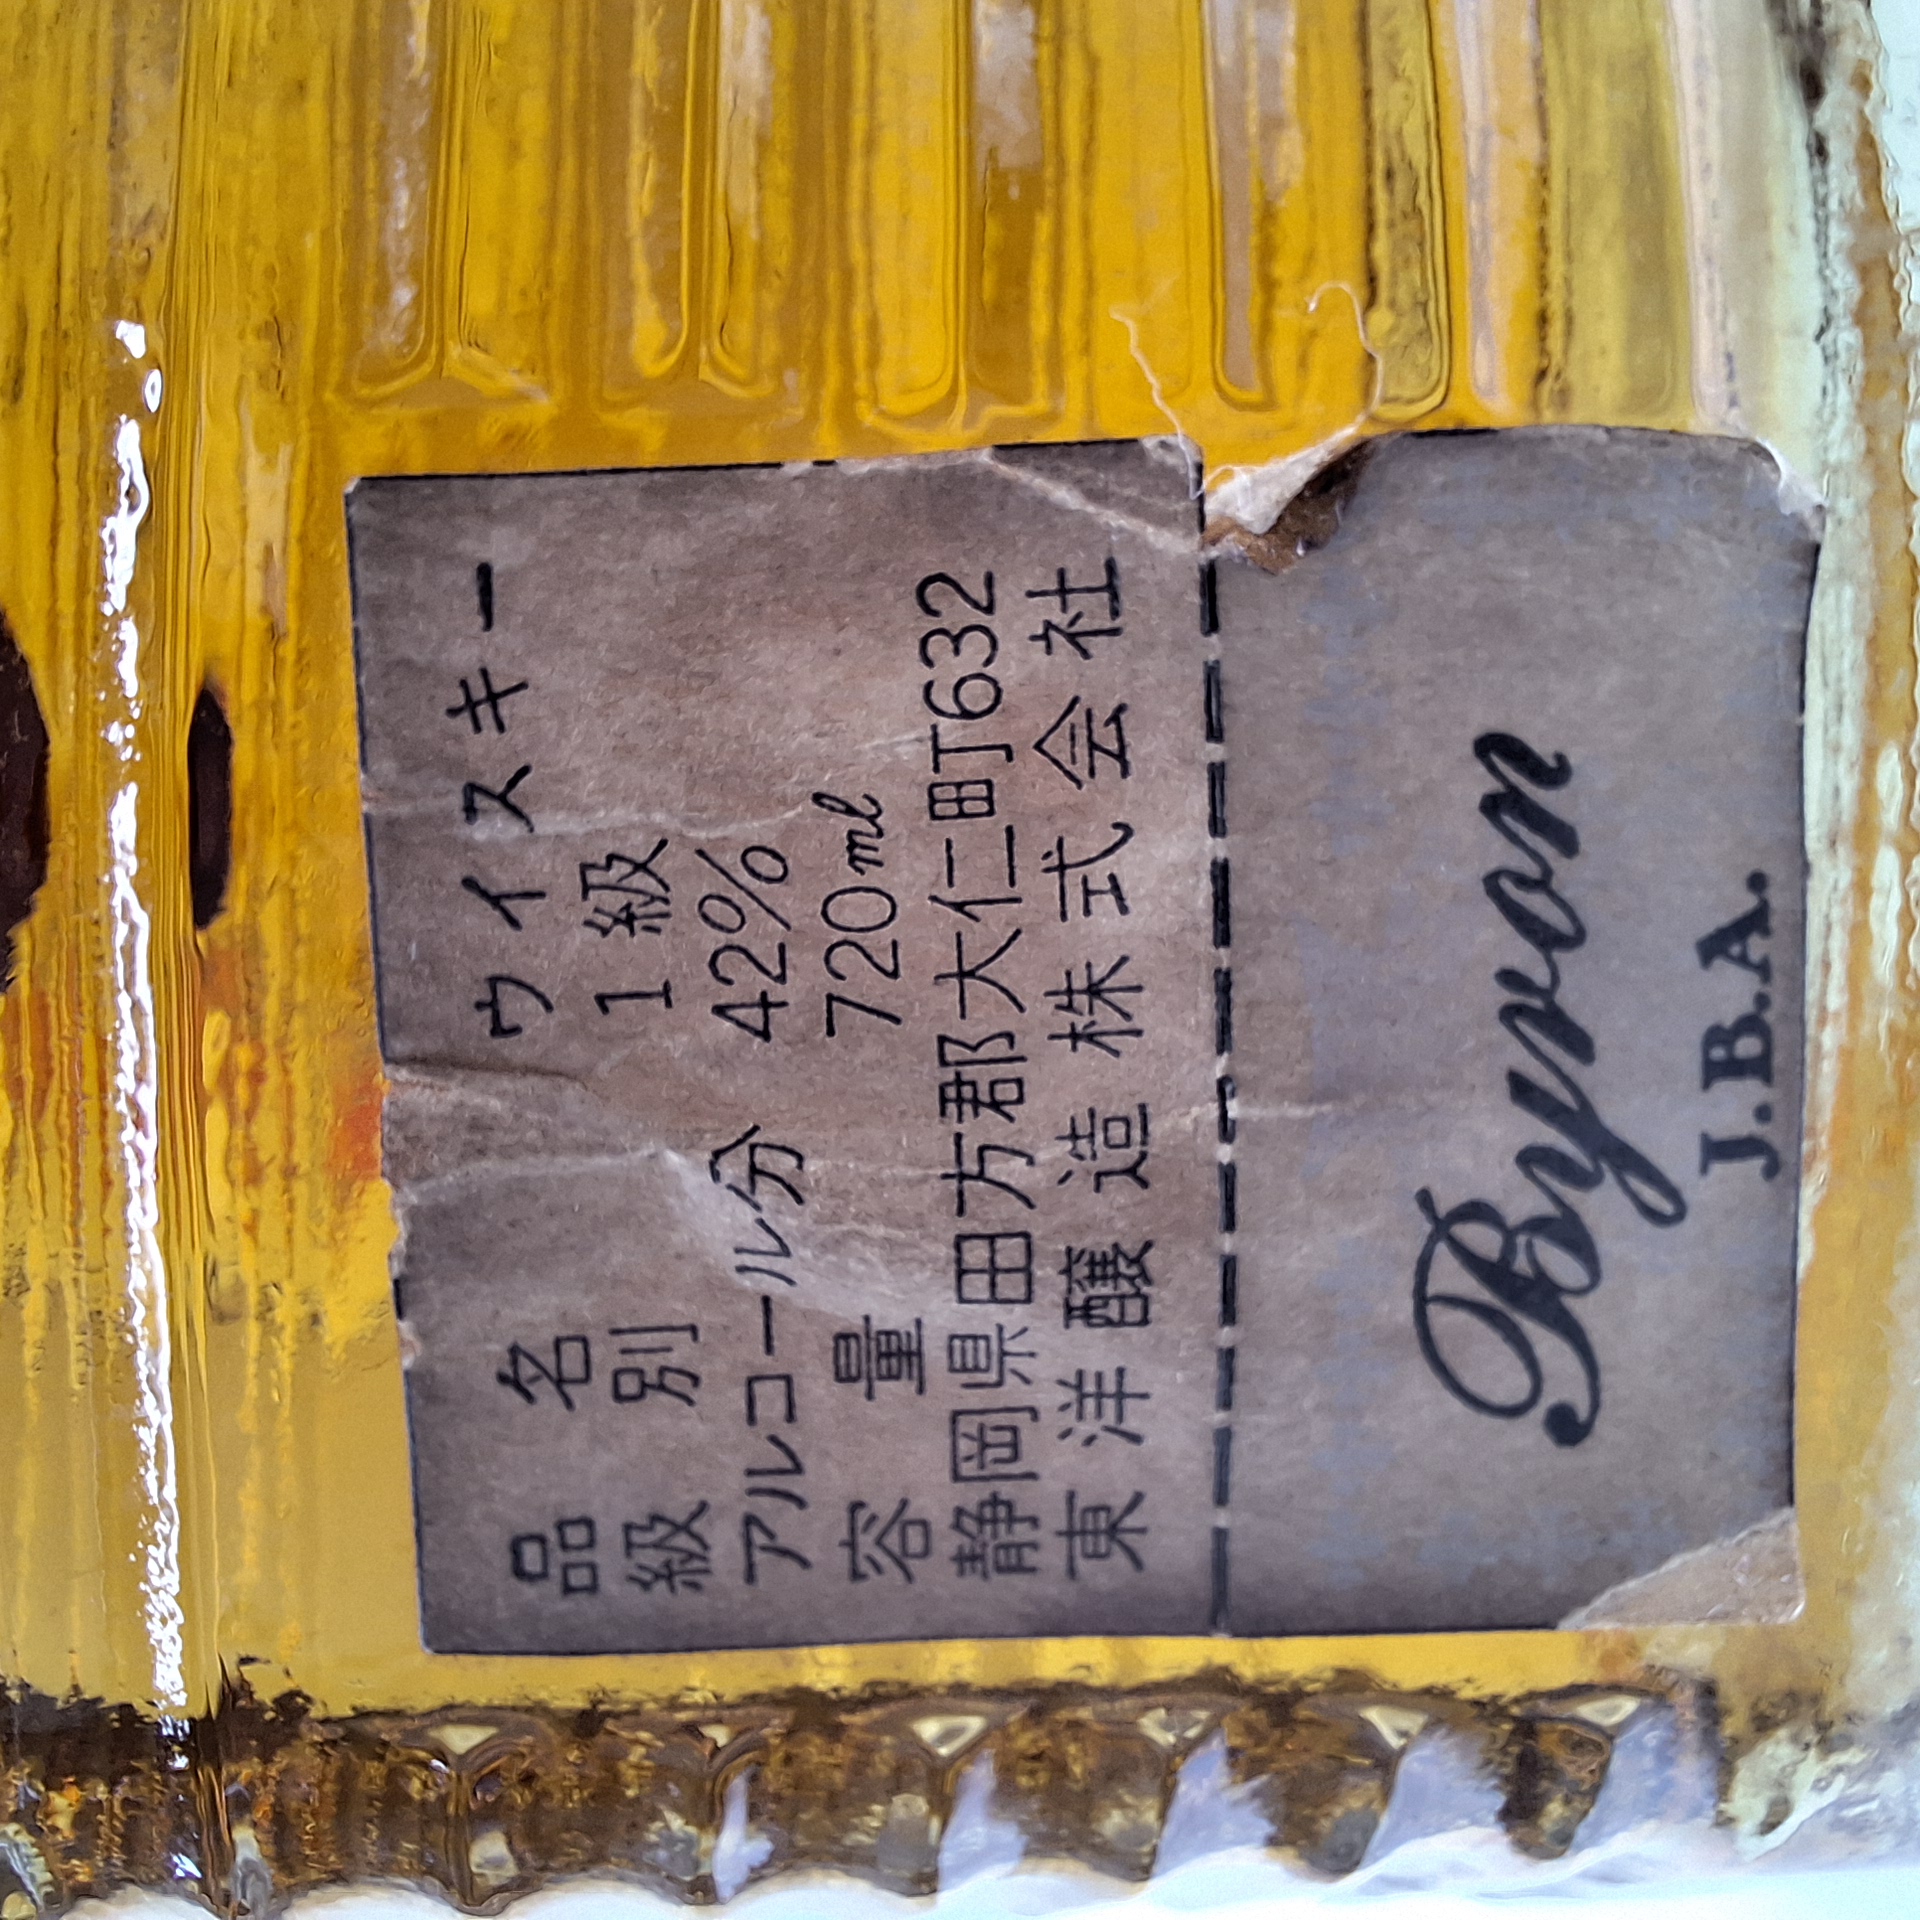 品名 ウイスキー
級別 1級
アルコール分 42%
容量 720ml
静岡県田方郡大仁町632
東洋醸造株式会社
Byron
J.B.A.